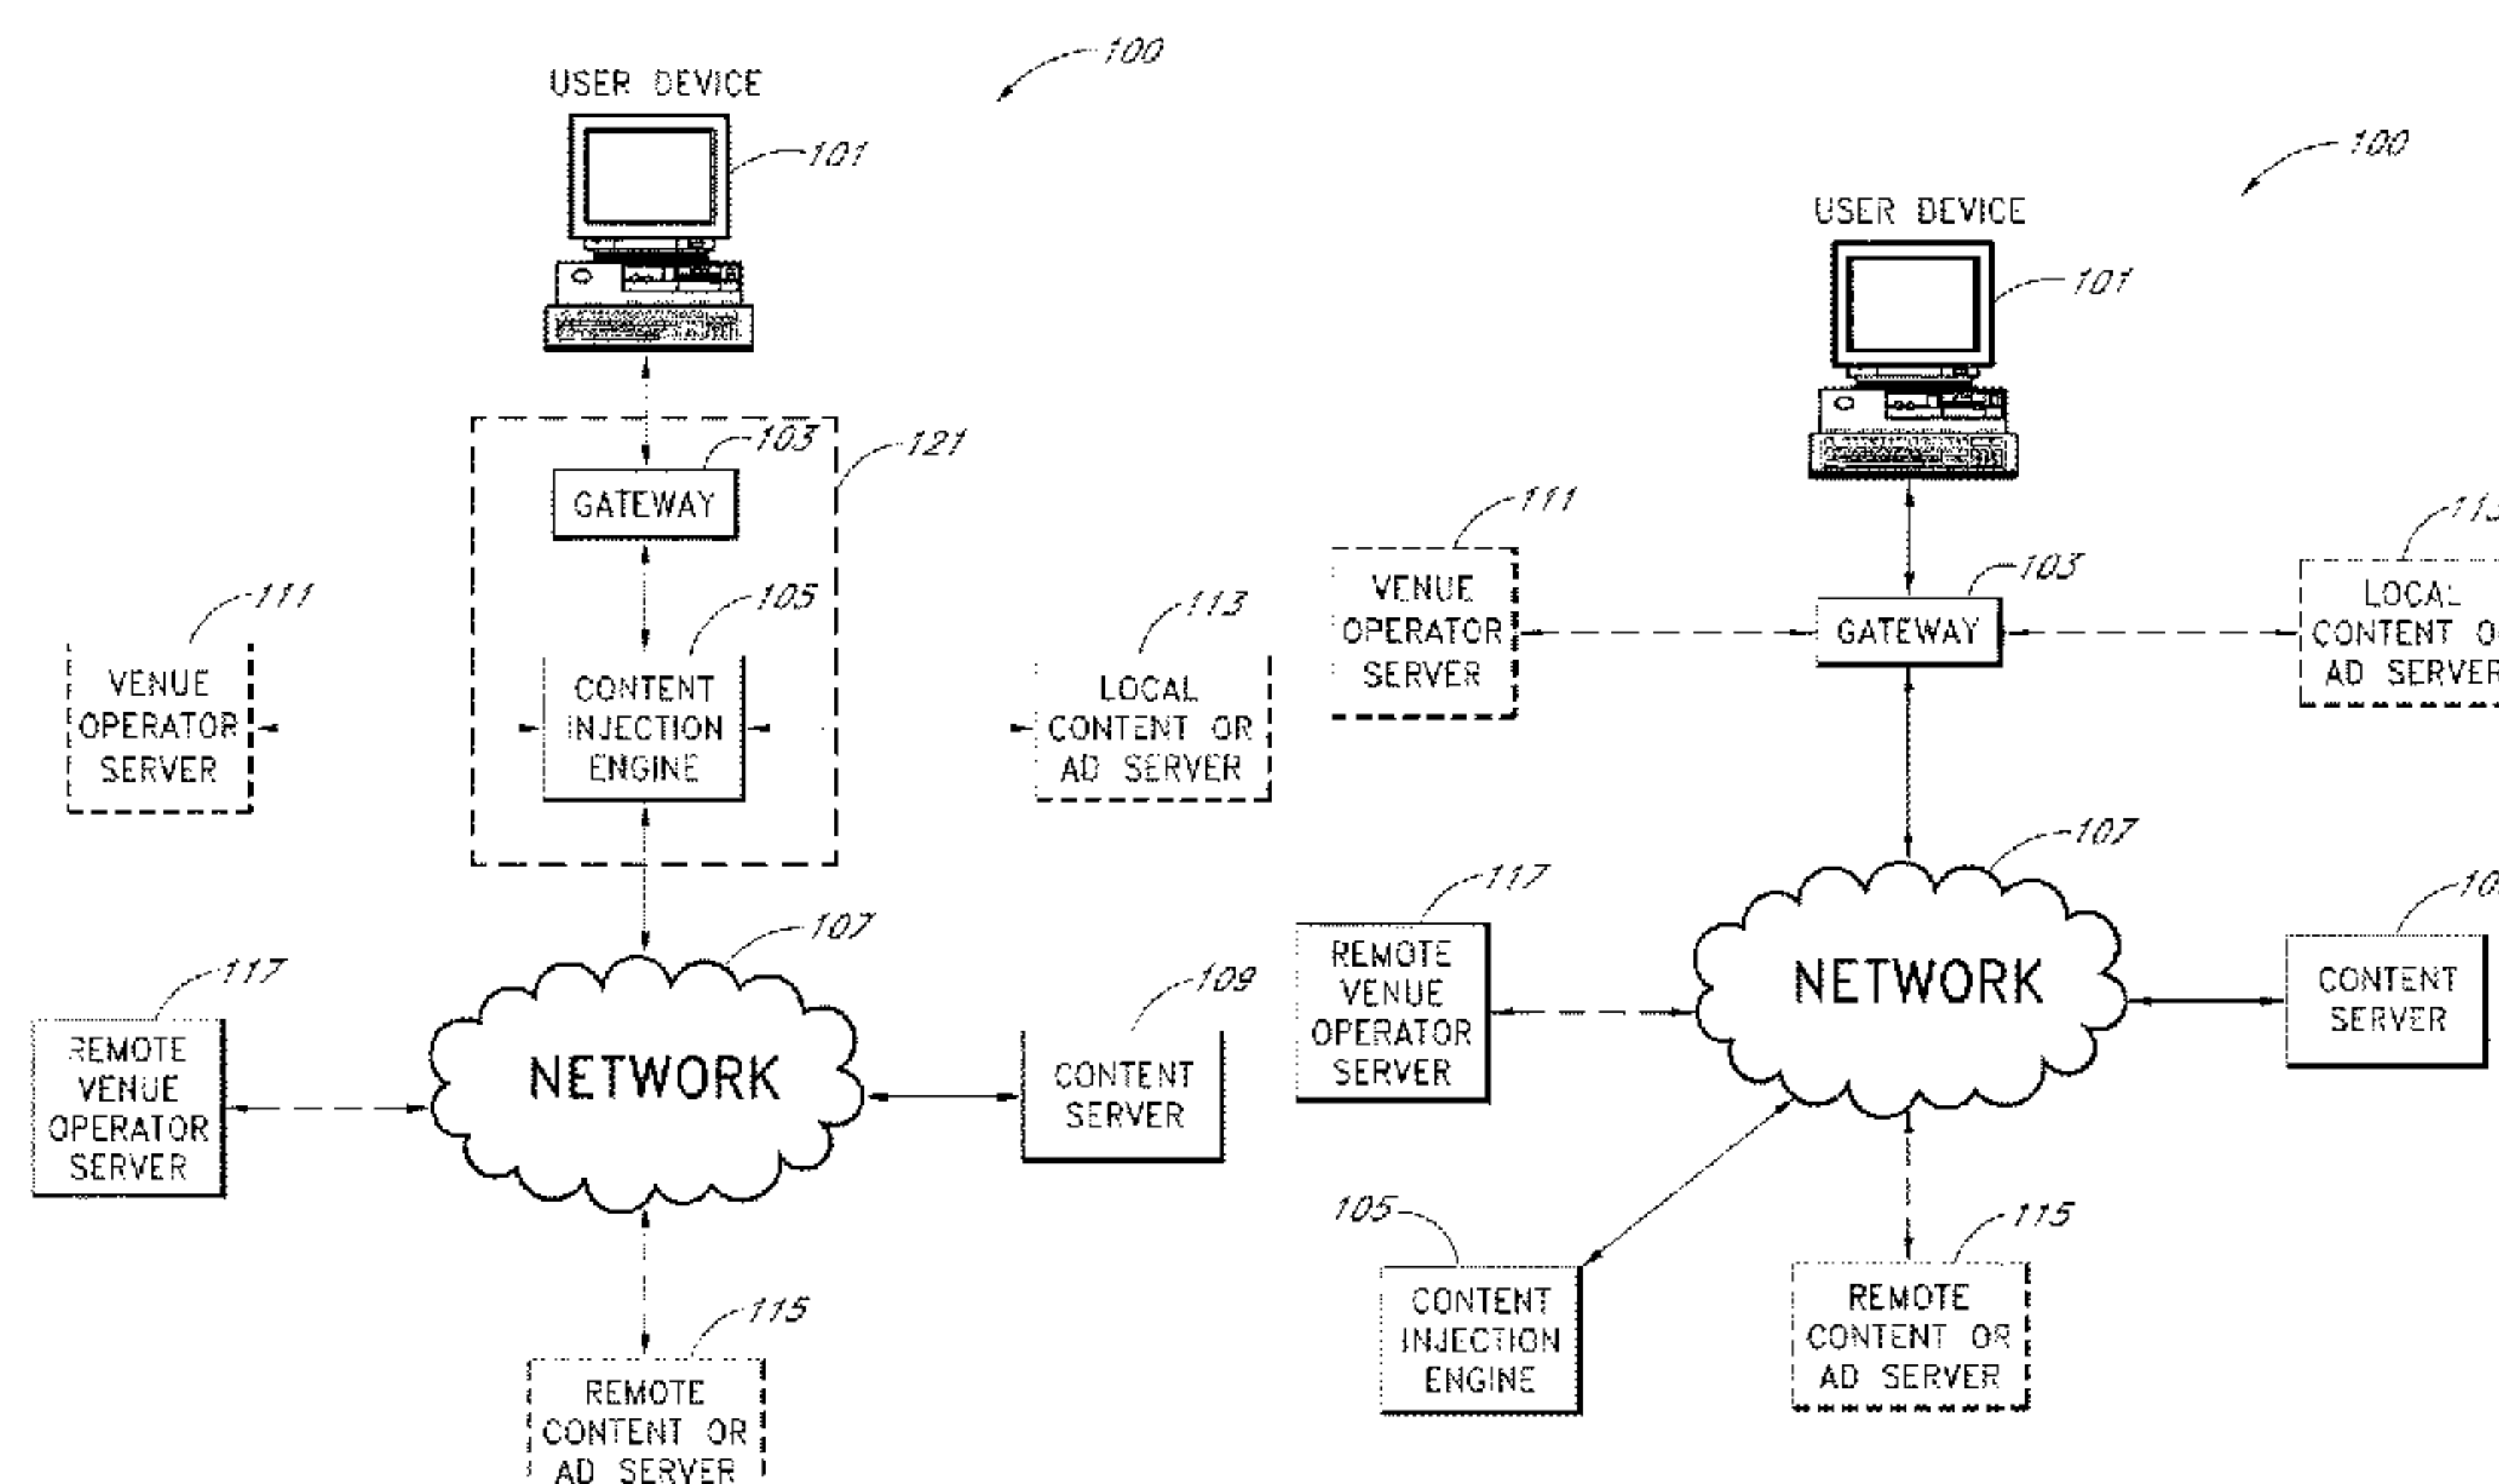 100
USER DEVICE
101
103
121
GATEWAY
111
105
113
VENUE
OPERATOR
SERVER
CONTENT
INJECTION
ENGINE
LOCAL
CONTENT OR
AD SERVER
107
117
109
REMOTE
VENUE
OPERATOR
SERVER
NETWORK
CONTENT
SERVER
115
REMOTE
CONTENT OR
AD SERVER
100
USER DEVICE
101
111
103
VENUE
OPERATOR
SERVER
GATEWAY
LOCAL
CONTENT
AD SERVER
107
117
REMOTE
VENUE
OPERATOR
SERVER
NETWORK
CONTENT
SERVER
105
115
CONTENT
INJECTION
ENGINE
REMOTE
CONTENT OR
AD SERVER